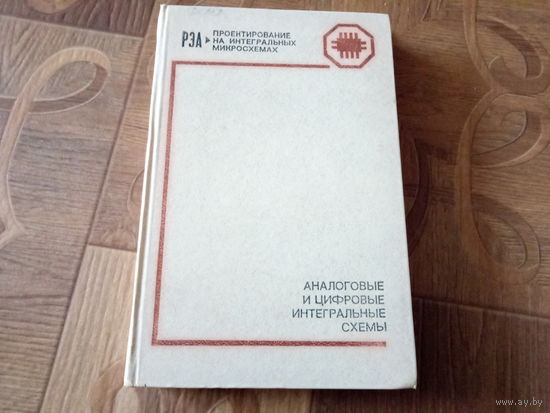 РЭА ПРОЕКТИРОВАНИЕ
НА ИНТЕГРАЛЬНЫХ
МИКРОСХЕМАХ
АНАЛОГОВЫЕ
И ЦИФРОВЫЕ
ИНТЕГРАЛЬНЫЕ
СХЕМЫ
www.ay.by